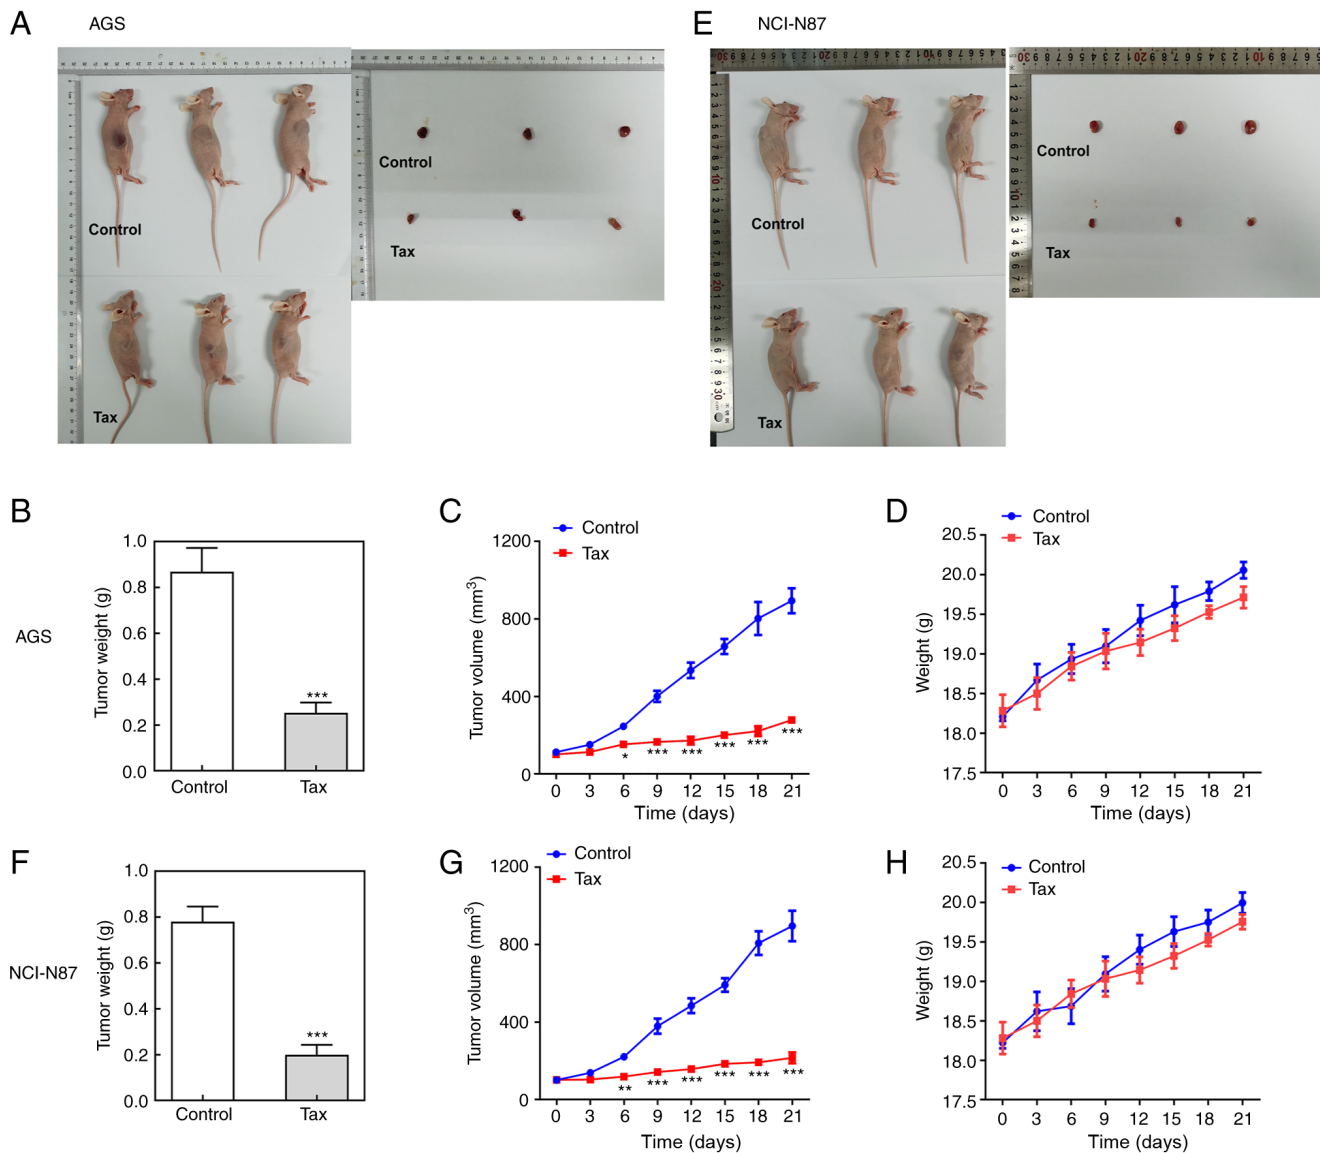 A
AGS
E
NCI-N87
Control
Tax
Control
Tax
Control
Tax
Control
Tax
B
AGS
Tumor weight (g)
1.0
0.8
0.6
0.4
0.2
0.0
***
Control
Tax
C
Control
Tax
Tumor volume (mm³)
1200
800
400
0
*
***
***
***
***
***
0 3 6 9 12 15 18 21
Time (days)
D
Control
Tax
Weight (g)
20.5
20.0
19.5
19.0
18.5
18.0
17.5
0 3 6 9 12 15 18 21
Time (days)
F
NCI-N87
Tumor weight (g)
1.0
0.8
0.6
0.4
0.2
0.0
***
Control
Tax
G
Control
Tax
Tumor volume (mm³)
1200
800
400
0
**
***
***
***
***
***
0 3 6 9 12 15 18 21
Time (days)
H
Control
Tax
Weight (g)
20.5
20.0
19.5
19.0
18.5
18.0
17.5
0 3 6 9 12 15 18 21
Time (days)